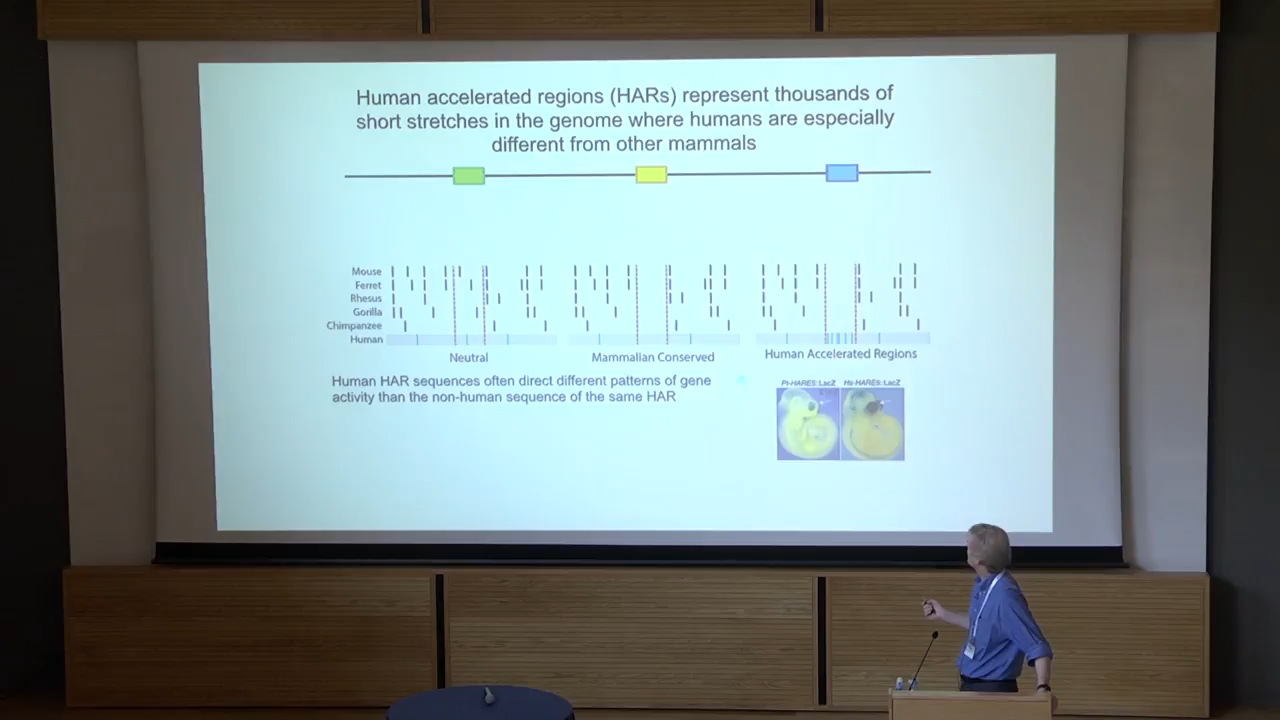 Human accelerated regions (HARs) represent thousands of
short stretches in the genome where humans are especially
different from other mammals
Mouse
Ferret
Rhesus
Gorilla
Chimpanzee
Human
Neutral
Mammalian Conserved
Human Accelerated Regions
Human HAR sequences often direct different patterns of gene
activity than the non-human sequence of the same HAR
Pt-HARE5::LacZ
Hs-HARE5::LacZ